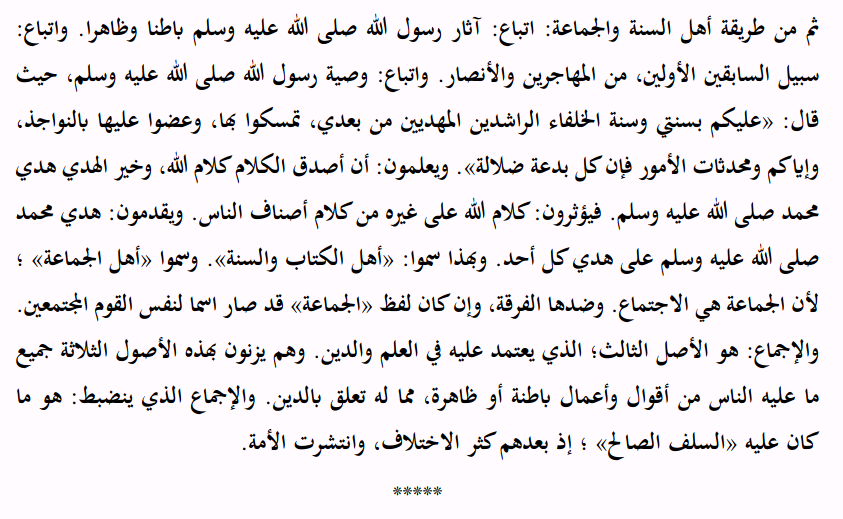 ثم من طريقة أهل السنة والجماعة: اتباع: آثار رسول الله صلى الله عليه وسلم باطنا وظاهرا. واتباع:
سبيل السابقين الأولين، من المهاجرين والأنصار. واتباع: وصية رسول الله صلى الله عليه وسلم، حيث
قال: «عليكم بسنتي وسنة الخلفاء الراشدين المهديين من بعدي، تمسكوا بها، وعضوا عليها بالنواجذ،
وإياكم ومحدثات الأمور فإن كل بدعة ضلالة». ويعلمون: أن أصدق الكلام كلام الله، وخير الهدي هدي
محمد صلى الله عليه وسلم. فيؤثرون: كلام الله على غيره من كلام أصناف الناس. ويقدمون: هدي محمد
صلى الله عليه وسلم على هدي كل أحد. وبهذا سموا: «أهل الكتاب والسنة». وسموا «أهل الجماعة» ؛
لأن الجماعة هي الاجتماع. وضدها الفرقة، وإن كان لفظ «الجماعة» قد صار اسما لنفس القوم المجتمعين.
والإجماع: هو الأصل الثالث؛ الذي يعتمد عليه في العلم والدين. وهم يزنون بهذه الأصول الثلاثة جميع
ما عليه الناس من أقوال وأعمال باطنة أو ظاهرة، مما له تعلق بالدين. والإجماع الذي ينضبط: هو ما
كان عليه «السلف الصالح» ؛ إذ بعدهم كثر الاختلاف، وانتشرت الأمة.
*****